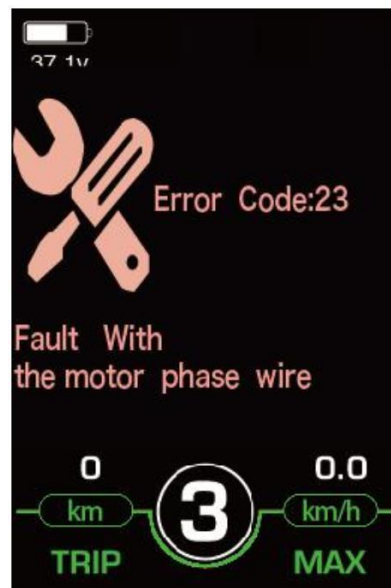 37.1v
Error Code:23
Fault With
the motor phase wire
0 0.0
km 3 km/h
TRIP MAX